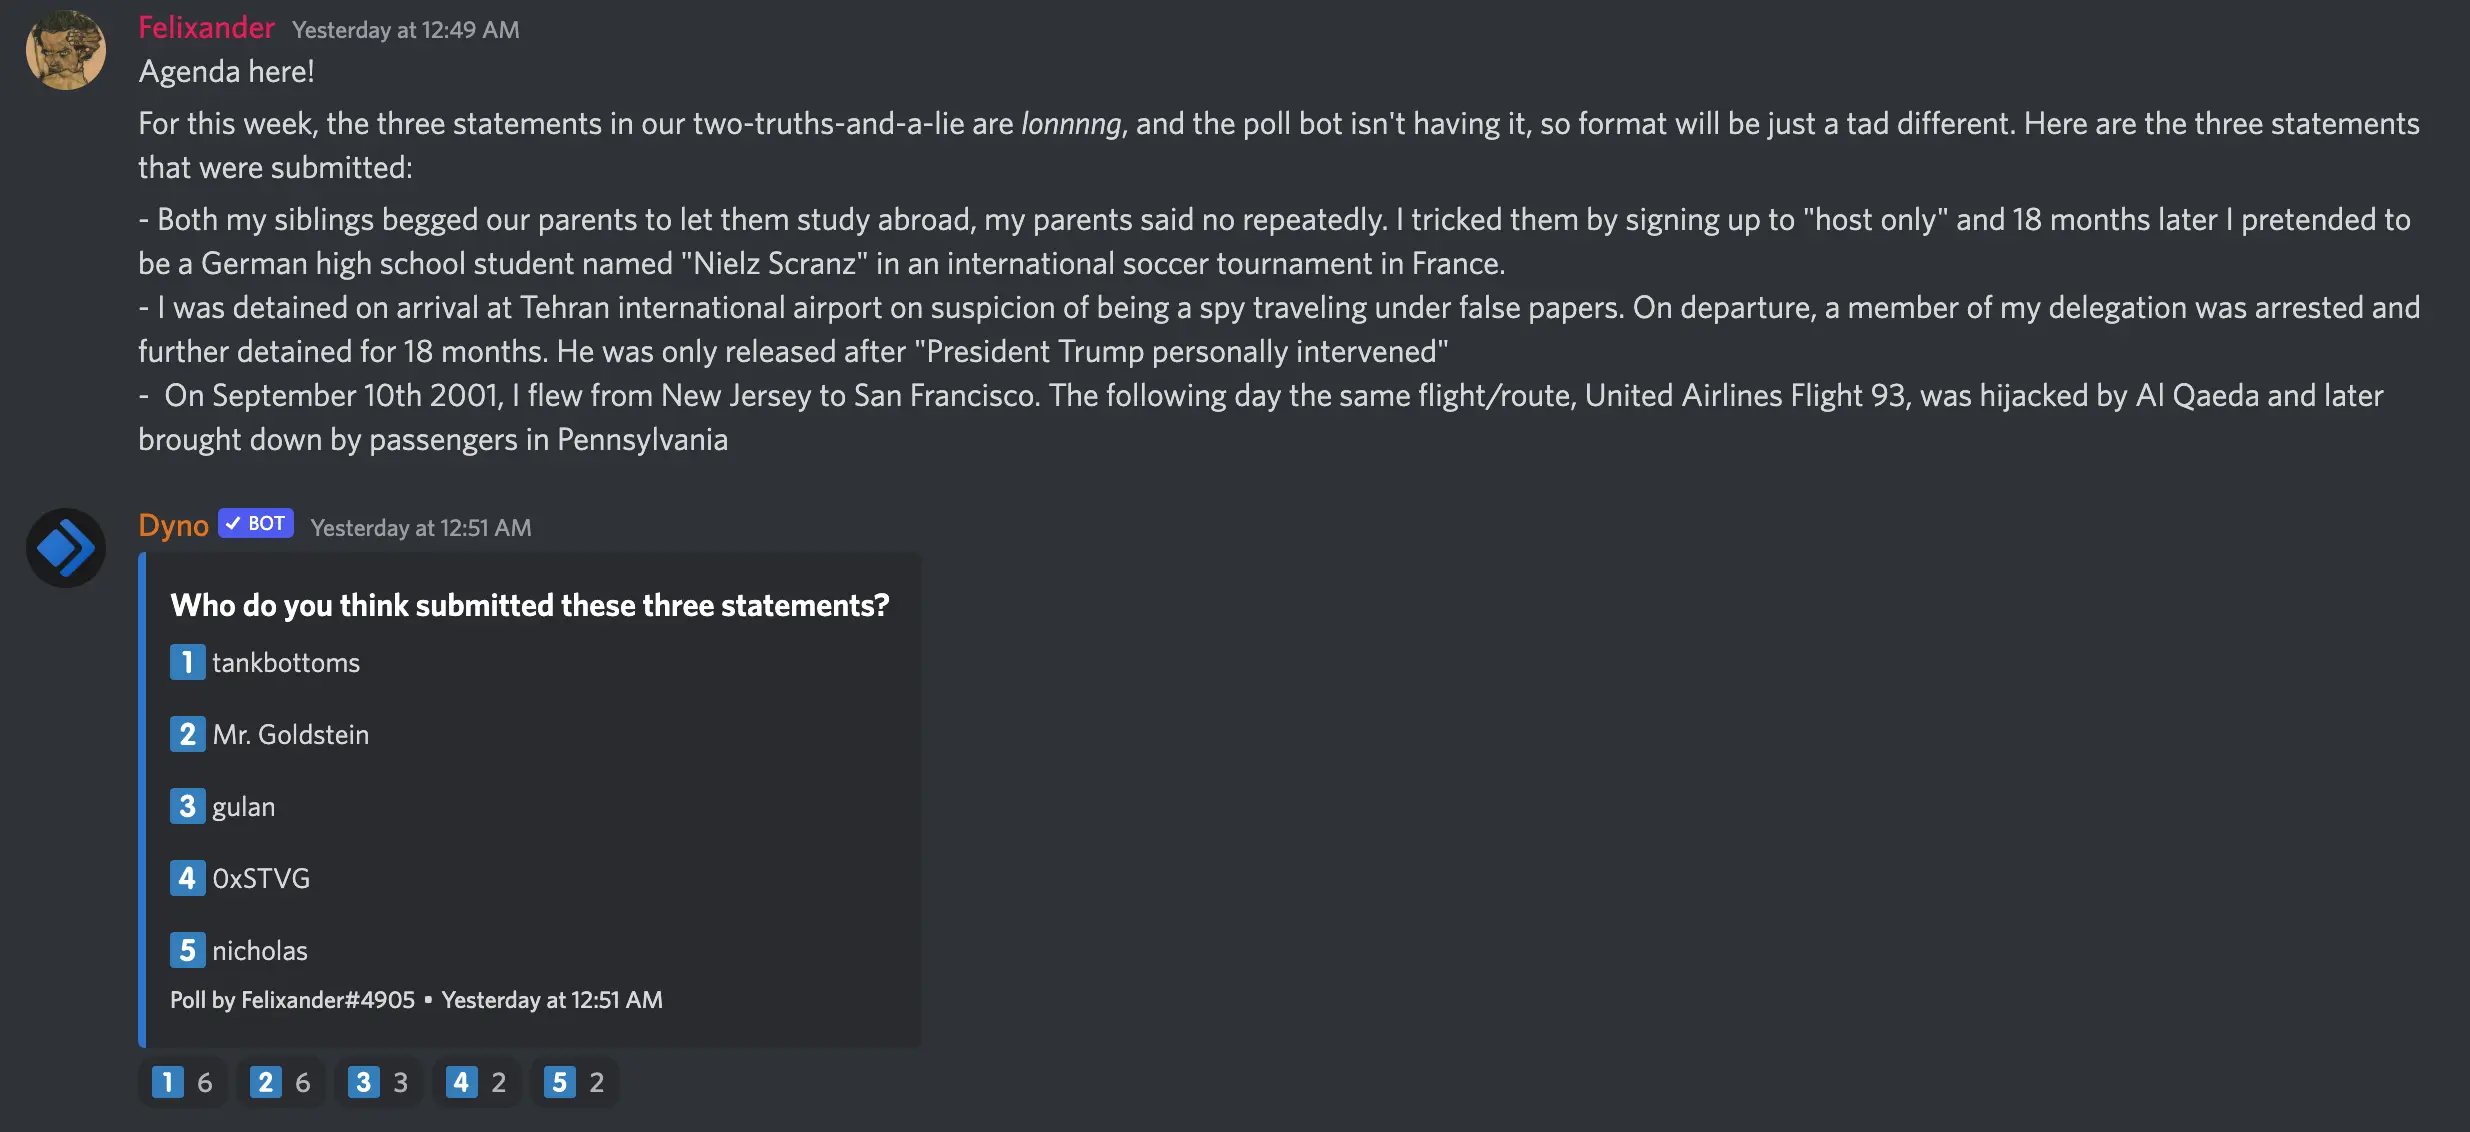 Felixander Yesterday at 12:49 AM
Agenda here!
For this week, the three statements in our two-truths-and-a-lie are lonnnng, and the poll bot isn't having it, so format will be just a tad different. Here are the three statements
that were submitted:
- Both my siblings begged our parents to let them study abroad, my parents said no repeatedly. I tricked them by signing up to "host only" and 18 months later I pretended to
be a German high school student named "Nielz Scranz" in an international soccer tournament in France.
- I was detained on arrival at Tehran international airport on suspicion of being a spy traveling under false papers. On departure, a member of my delegation was arrested and
further detained for 18 months. He was only released after "President Trump personally intervened"
- On September 10th 2001, I flew from New Jersey to San Francisco. The following day the same flight/route, United Airlines Flight 93, was hijacked by Al Qaeda and later
brought down by passengers in Pennsylvania
Dyno ✓ BOT Yesterday at 12:51 AM
Who do you think submitted these three statements?
1 tankbottoms
2 Mr. Goldstein
3 gulan
4 0xSTVG
5 nicholas
Poll by Felixander#4905 • Yesterday at 12:51 AM
1 6 2 6 3 3 4 2 5 2